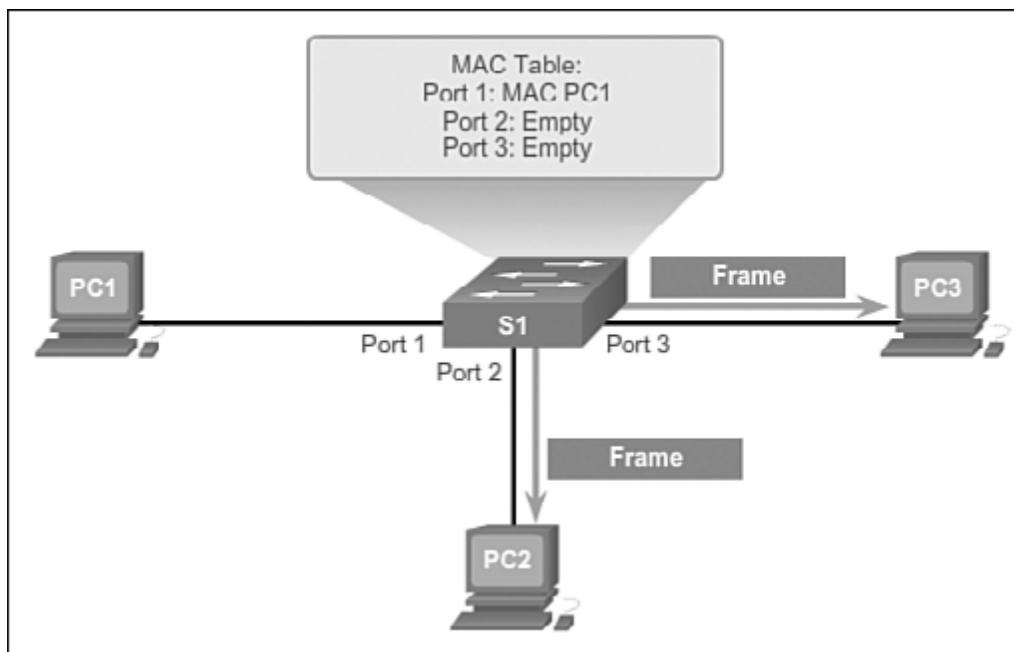 MAC Table:
Port 1: MAC PC1
Port 2: Empty
Port 3: Empty
PC1
Frame
PC3
S1
Port 1
Port 3
Port 2
Frame
PC2